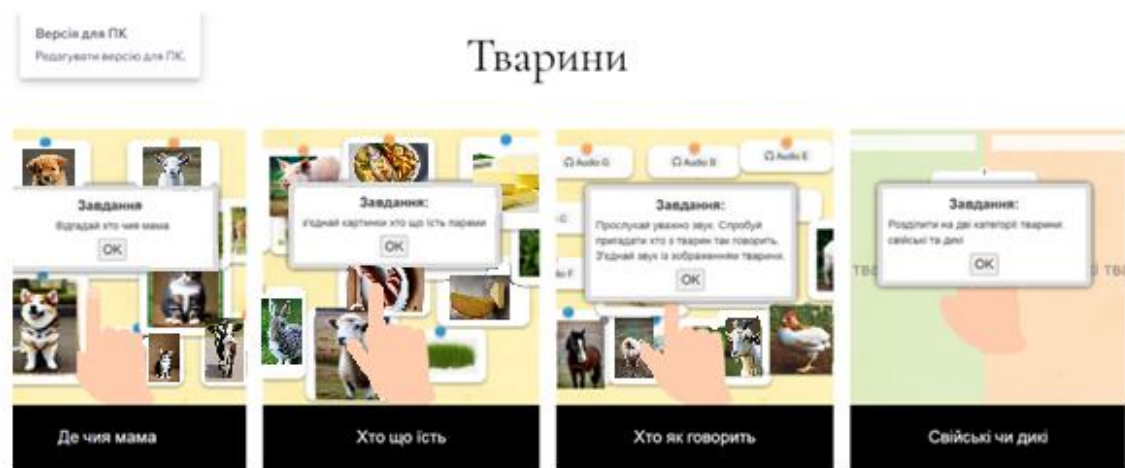 Версія для ПК
Редагувати версію для ПК.
Тварини
Завдання
Відгадай хто чия мама
OK
Де чия мама
Завдання:
з'єднай картинки хто що їсть парами
OK
Хто що їсть
Audio G
Audio B
Audio E
Завдання:
Прослухай уважно звук. Спробуй
пригадати хто з тварин так говорить.
З'єднай звук із зображенням тварини.
OK
Хто як говорить
Завдання:
Розділити на дві категорії тварини:
свійські та дикі
OK
Свійські чи дикі